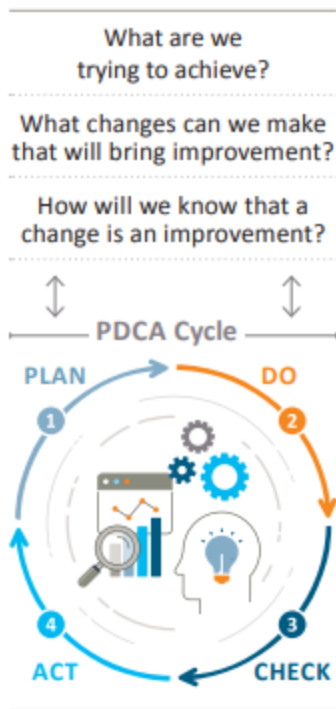 What are we
trying to achieve?
What changes can we make
that will bring improvement?
How will we know that a
change is an improvement?
PDCA Cycle
PLAN
DO
1
2
4
3
ACT
CHECK